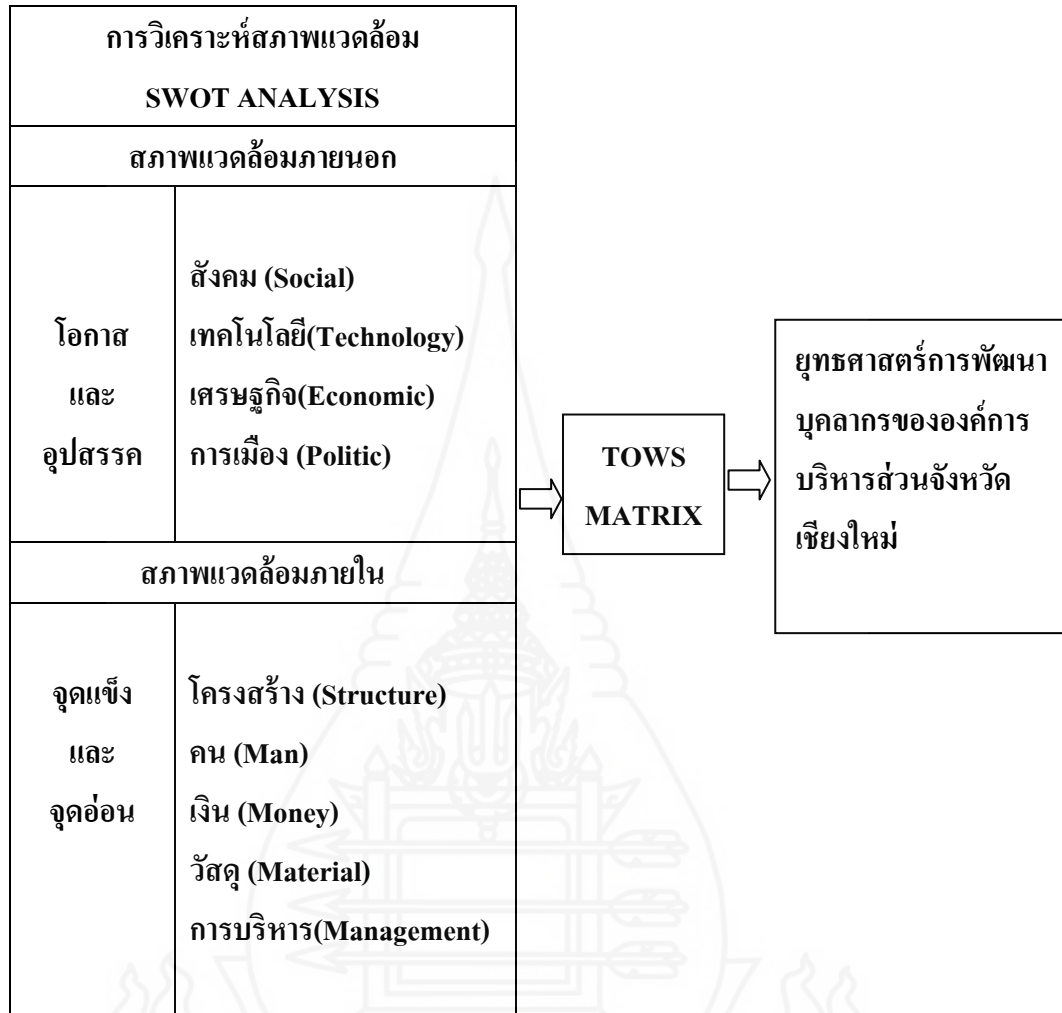 การวิเคราะห์สภาพแวดล้อม
SWOT ANALYSIS
สภาพแวดล้อมภายนอก
โอกาส
และ
อุปสรรค
สังคม (Social)
เทคโนโลยี(Technology)
เศรษฐกิจ(Economic)
การเมือง (Politic)
สภาพแวดล้อมภายใน
จุดแข็ง
และ
จุดอ่อน
โครงสร้าง (Structure)
คน (Man)
เงิน (Money)
วัสดุ (Material)
การบริหาร(Management)
TOWS
MATRIX
ยุทธศาสตร์การพัฒนา
บุคลากรขององค์การ
บริหารส่วนจังหวัด
เชียงใหม่